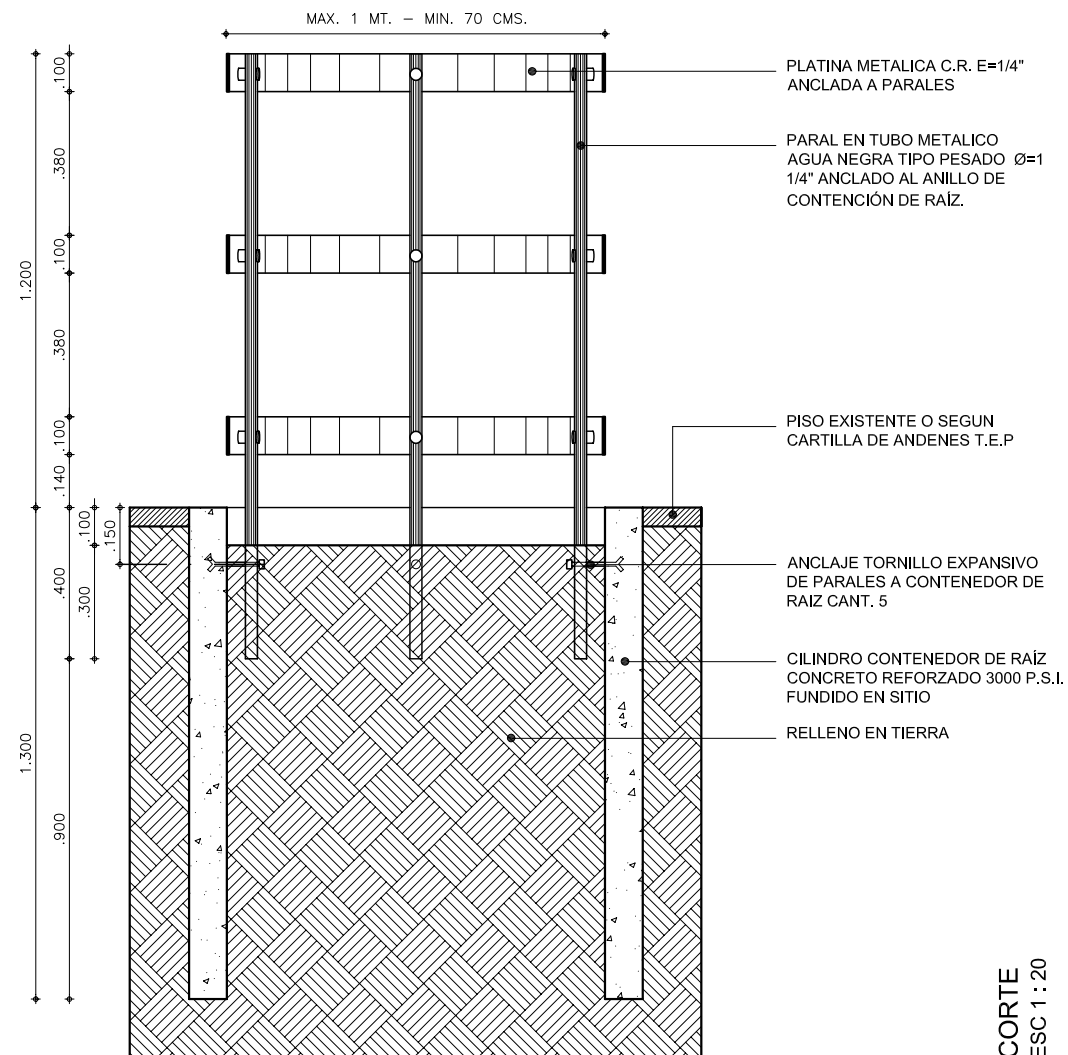 MAX. 1 MT. – MIN. 70 CMS.
PLATINA METALICA C.R. E=1/4"
ANCLADA A PARALES
PARAL EN TUBO METALICO
AGUA NEGRA TIPO PESADO Ø=1
1/4" ANCLADO AL ANILLO DE
CONTENCIÓN DE RAÍZ.
PISO EXISTENTE O SEGUN
CARTILLA DE ANDENES T.E.P
ANCLAJE TORNILLO EXPANSIVO
DE PARALES A CONTENEDOR DE
RAIZ CANT. 5
CILINDRO CONTENEDOR DE RAÍZ
CONCRETO REFORZADO 3000 P.S.I.
FUNDIDO EN SITIO
RELLENO EN TIERRA
1.200
1.300
.100
.380
.100
.380
.100
.140
.400
.900
.100
.300
.150
CORTE
ESC 1 : 20